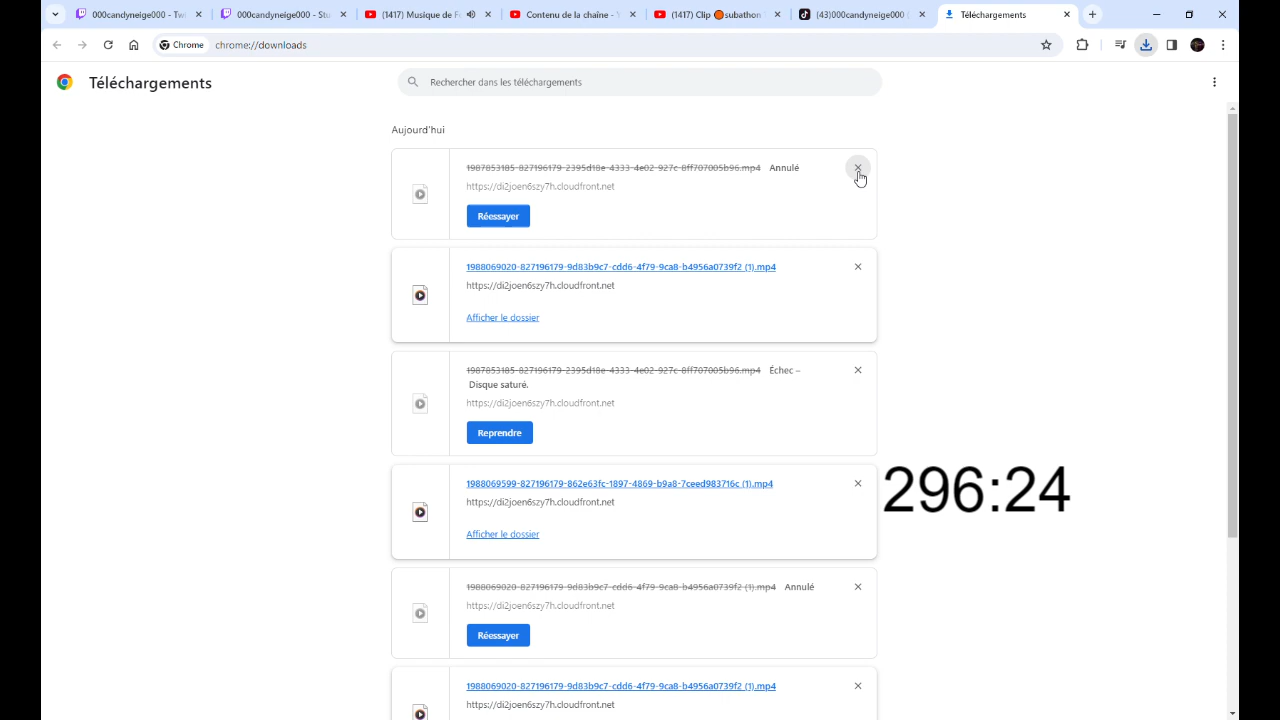 000candyneige000 - Twi
000candyneige000 - Stu
(1417) Musique de F
Contenu de la chaîne - Y
(1417) Clip subathon
(43)000candyneige000
Téléchargements
Chrome
chrome://downloads
Téléchargements
Rechercher dans les téléchargements
Aujourd'hui
1987853185-827196179-2395d18e-4333-4e02-927c-8ff707005b96.mp4 Annulé
https://di2joen6szy7h.cloudfront.net
Réessayer
1988069020-827196179-9d83b9c7-cdd6-4f79-9ca8-b4956a0739f2 (1).mp4
https://di2joen6szy7h.cloudfront.net
Afficher le dossier
1987853185-827196179-2395d18e-4333-4e02-927c-8ff707005b96.mp4 Échec –
Disque saturé.
https://di2joen6szy7h.cloudfront.net
Reprendre
1988069599-827196179-862e63fc-1897-4869-b9a8-7ceed983716c (1).mp4
https://di2joen6szy7h.cloudfront.net
296:24
Afficher le dossier
1988069020-827196179-9d83b9c7-cdd6-4f79-9ca8-b4956a0739f2 (1).mp4 Annulé
https://di2joen6szy7h.cloudfront.net
Réessayer
1988069020-827196179-9d83b9c7-cdd6-4f79-9ca8-b4956a0739f2 (1).mp4
https://di2joen6szy7h.cloudfront.net